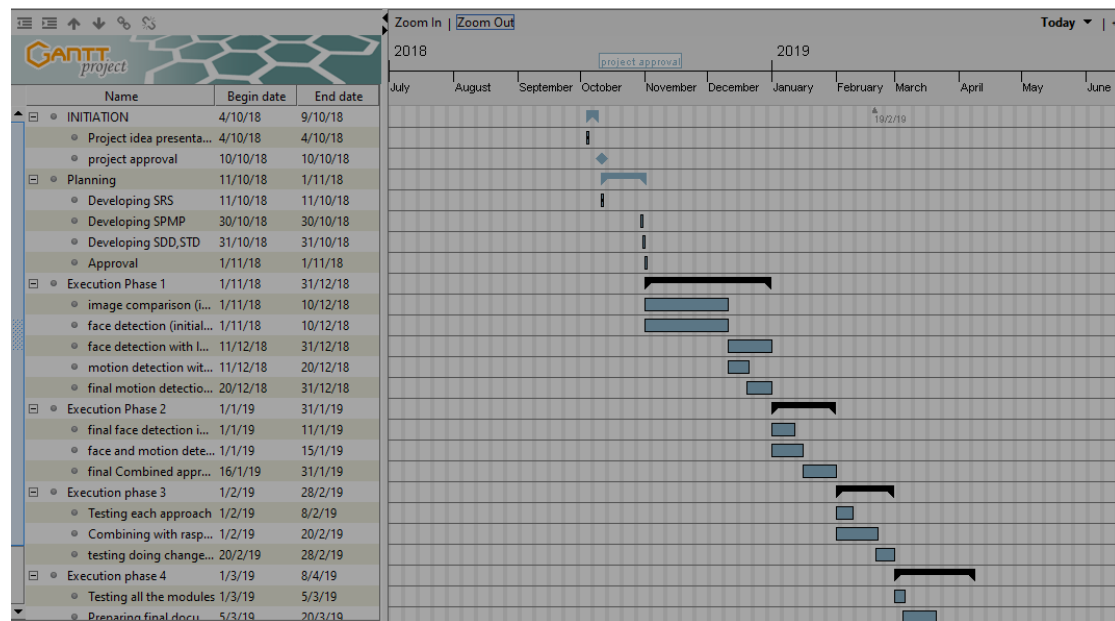 Zoom In | Zoom Out
Today
GANTT
project
2018
2019
project approval
July August September October November December January February March April May June
Name Begin date End date
INITIATION 4/10/18 9/10/18
19/2/19
Project idea presenta... 4/10/18 4/10/18
project approval 10/10/18 10/10/18
Planning 11/10/18 1/11/18
Developing SRS 11/10/18 11/10/18
Developing SPMP 30/10/18 30/10/18
Developing SDD,STD 31/10/18 31/10/18
Approval 1/11/18 1/11/18
Execution Phase 1 1/11/18 31/12/18
image comparison (i... 1/11/18 10/12/18
face detection (initial... 1/11/18 10/12/18
face detection with l... 11/12/18 31/12/18
motion detection wit... 11/12/18 20/12/18
final motion detectio... 20/12/18 31/12/18
Execution Phase 2 1/1/19 31/1/19
final face detection i... 1/1/19 11/1/19
face and motion dete... 1/1/19 15/1/19
final Combined appr... 16/1/19 31/1/19
Execution phase 3 1/2/19 28/2/19
Testing each approach 1/2/19 8/2/19
Combining with rasp... 1/2/19 20/2/19
testing doing change... 20/2/19 28/2/19
Execution phase 4 1/3/19 8/4/19
Testing all the modules 1/3/19 5/3/19
Preparing final docu... 5/3/19 20/3/19